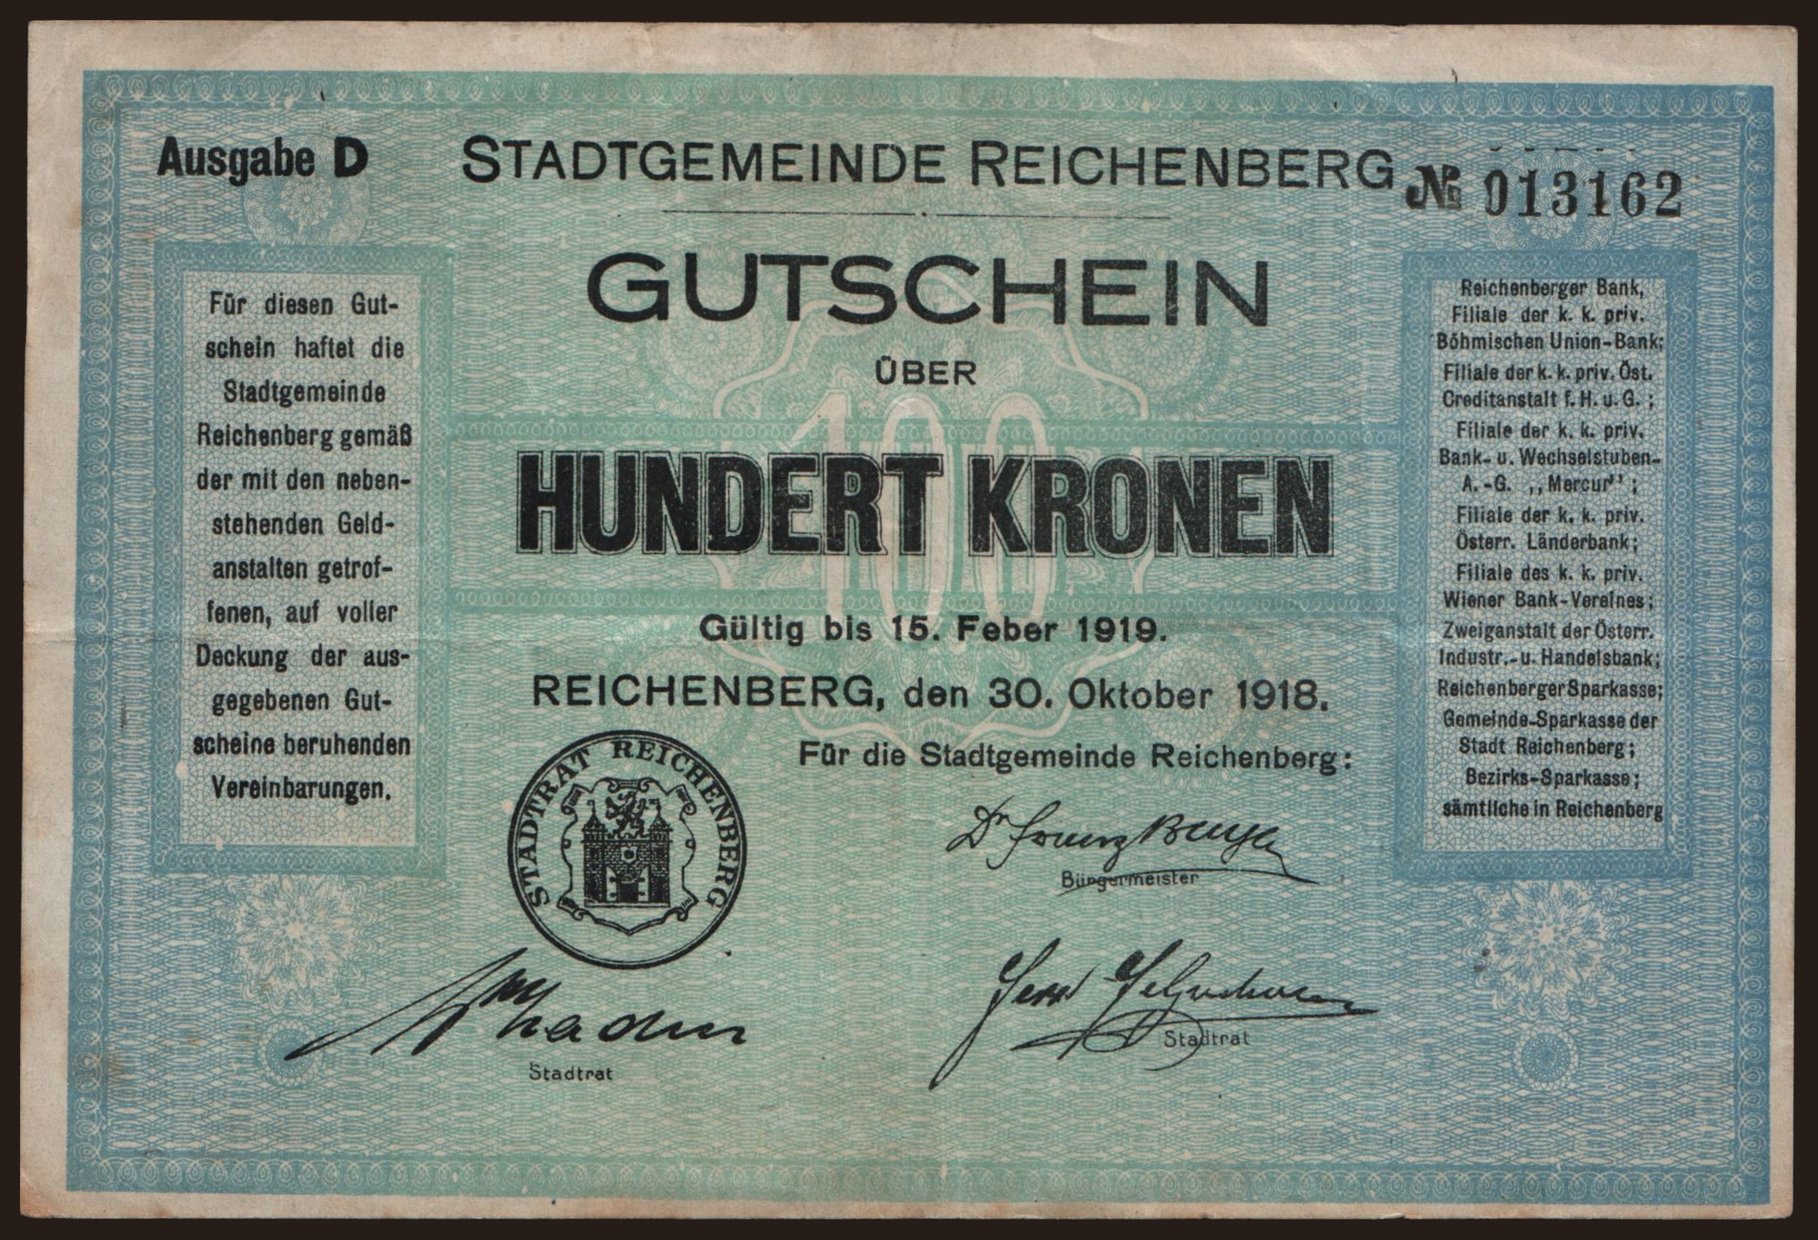 Ausgabe D
STADTGEMEINDE REICHENBERG
№ 013162
GUTSCHEIN
ÜBER
100
HUNDERT KRONEN
Gültig bis 15. Feber 1919.
REICHENBERG, den 30. Oktober 1918.
Für die Stadtgemeinde Reichenberg:
Für diesen Gut-
schein haftet die
Stadtgemeinde
Reichenberg gemäß
der mit den neben-
stehenden Geld-
anstalten getrof-
fenen, auf voller
Deckung der aus-
gegebenen Gut-
scheine beruhenden
Vereinbarungen.
Reichenberger Bank,
Filiale der k. k. priv.
Böhmischen Union-Bank;
Filiale der k. k. priv. Öst.
Creditanstalt f. H. u. G. ;
Filiale der k. k. priv.
Bank- u. Wechselstuben-
A. -G. ,,Mercur'' ;
Filiale der k. k. priv.
Österr. Länderbank;
Filiale des k. k. priv.
Wiener Bank-Vereines;
Zweiganstalt der Österr.
Industr.- u. Handelsbank;
Reichenberger Sparkasse;
Gemeinde-Sparkasse der
Stadt Reichenberg;
Bezirks-Sparkasse;
sämtliche in Reichenberg
STADTRAT REICHENBERG
Dr Franz Bayer
Bürgermeister
Stadtrat
Stadtrat